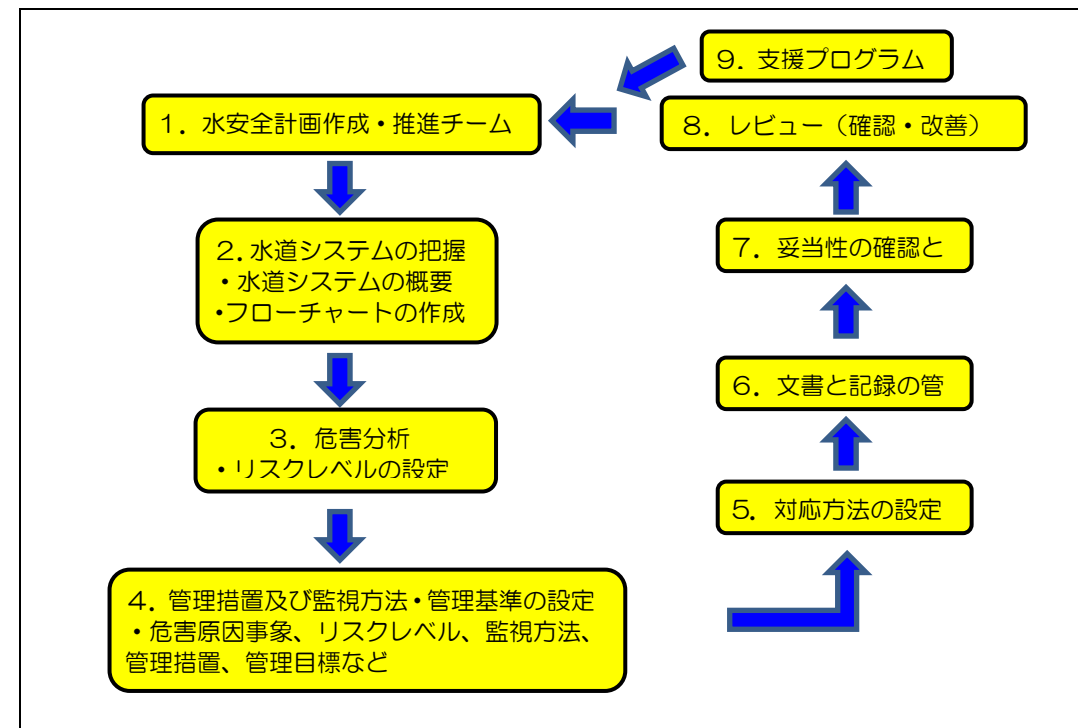 1．水安全計画作成・推進チーム
2．水道システムの把握
・水道システムの概要
・フローチャートの作成
3．危害分析
・リスクレベルの設定
4．管理措置及び監視方法・管理基準の設定
・危害原因事象、リスクレベル、監視方法、
管理措置、管理目標など
5．対応方法の設定
6．文書と記録の管
7．妥当性の確認と
8．レビュー（確認・改善）
9．支援プログラム